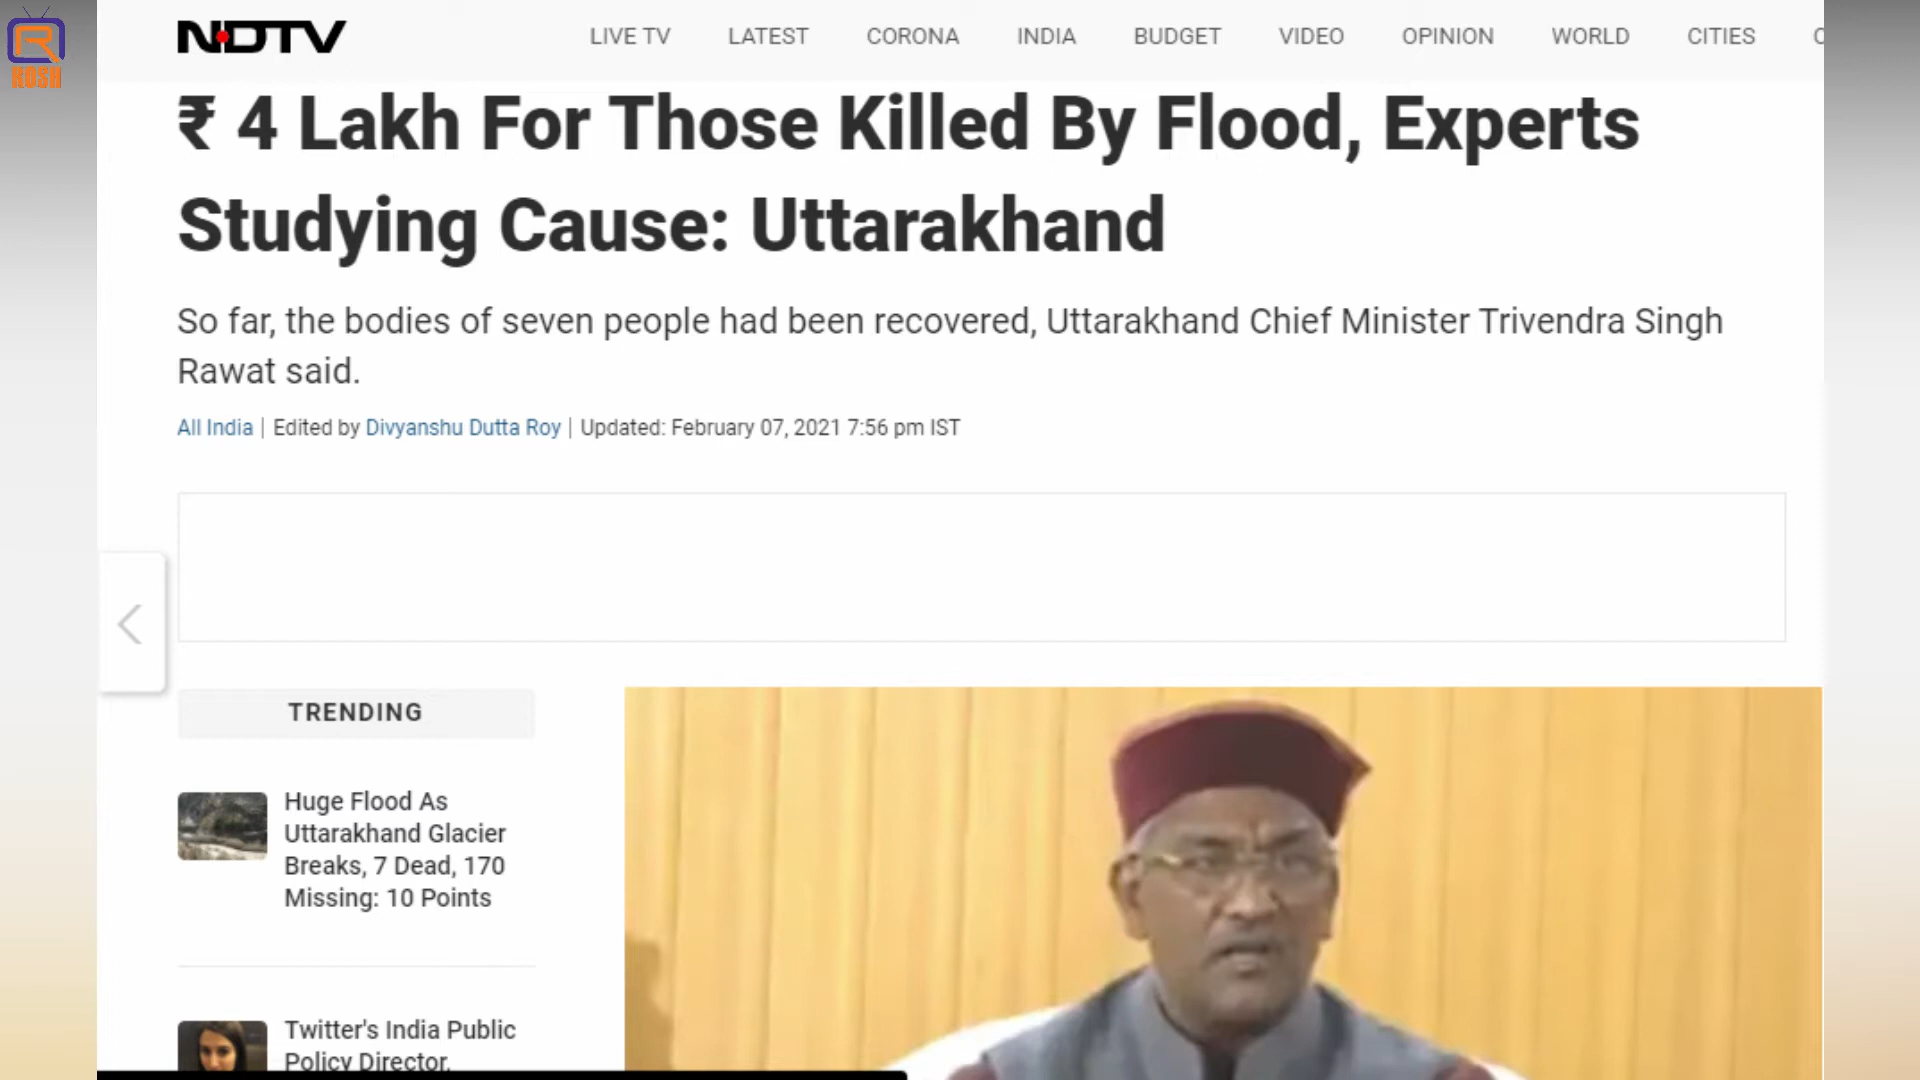 ROSH
NDTV
LIVE TV LATEST CORONA INDIA BUDGET VIDEO OPINION WORLD CITIES
₹ 4 Lakh For Those Killed By Flood, Experts
Studying Cause: Uttarakhand
So far, the bodies of seven people had been recovered, Uttarakhand Chief Minister Trivendra Singh
Rawat said.
All India | Edited by Divyanshu Dutta Roy | Updated: February 07, 2021 7:56 pm IST
TRENDING
Huge Flood As
Uttarakhand Glacier
Breaks, 7 Dead, 170
Missing: 10 Points
Twitter's India Public
Policy Director,